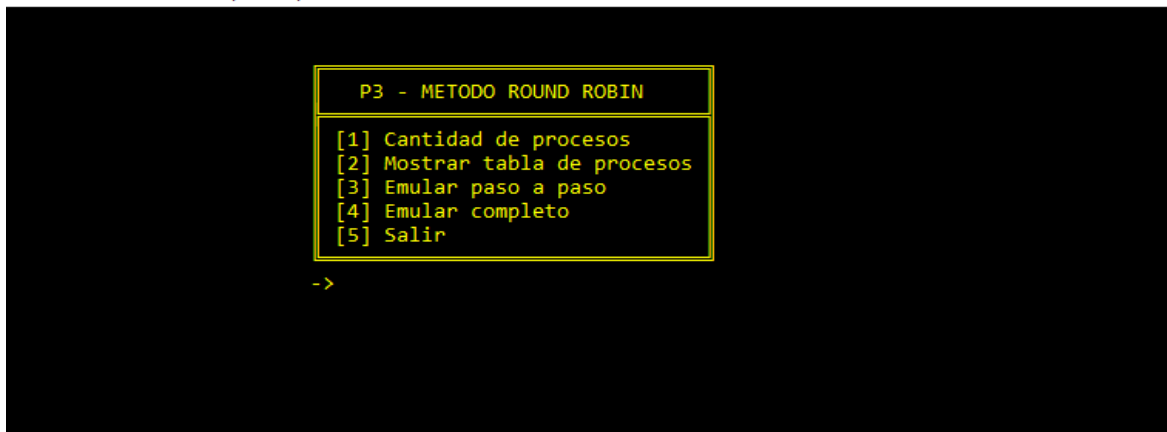 P3 - METODO ROUND ROBIN
[1] Cantidad de procesos
[2] Mostrar tabla de procesos
[3] Emular paso a paso
[4] Emular completo
[5] Salir
->